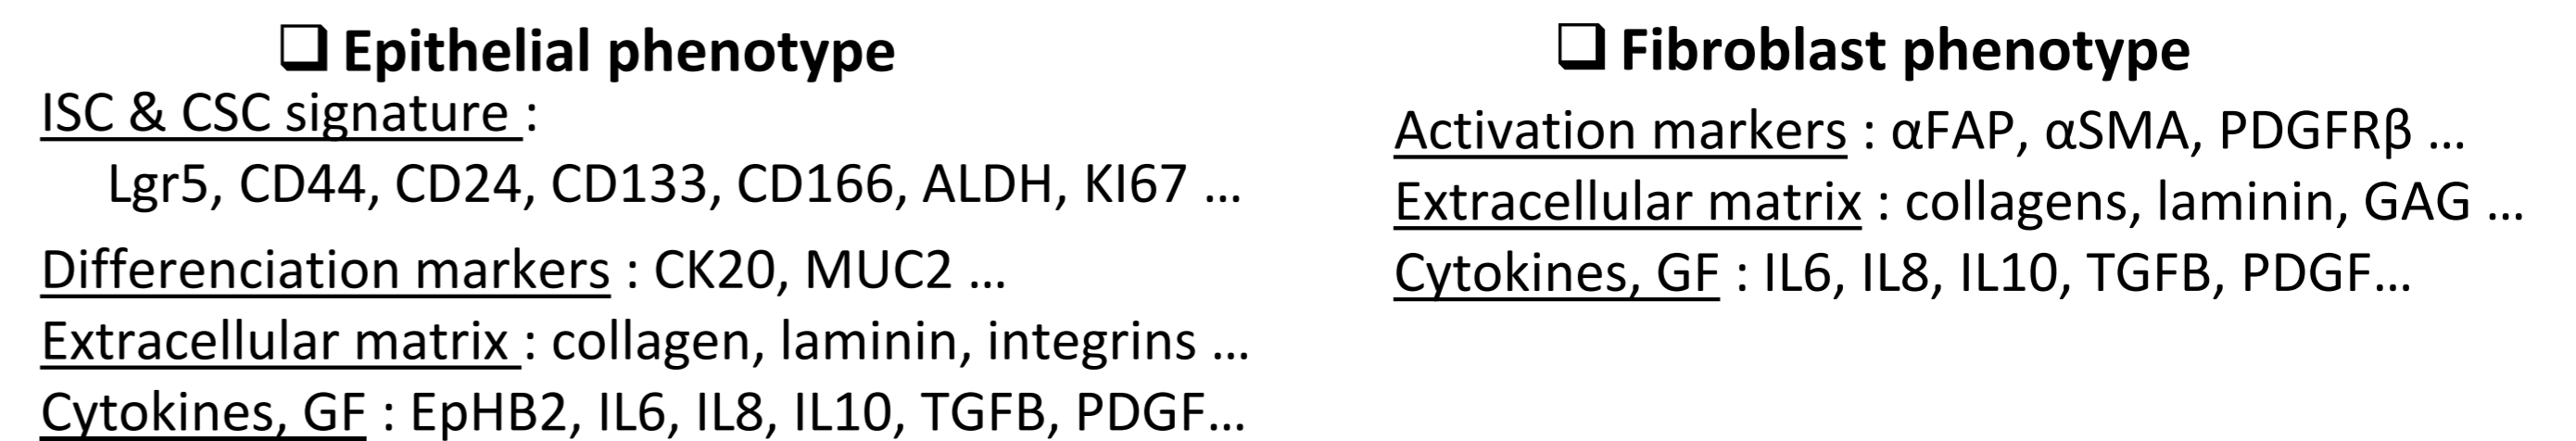 ❑ Epithelial phenotype
ISC & CSC signature :
Lgr5, CD44, CD24, CD133, CD166, ALDH, KI67 ...
Differenciation markers : CK20, MUC2 ...
Extracellular matrix : collagen, laminin, integrins ...
Cytokines, GF : EpHB2, IL6, IL8, IL10, TGFB, PDGF...
❑ Fibroblast phenotype
Activation markers : αFAP, αSMA, PDGFRβ ...
Extracellular matrix : collagens, laminin, GAG ...
Cytokines, GF : IL6, IL8, IL10, TGFB, PDGF...